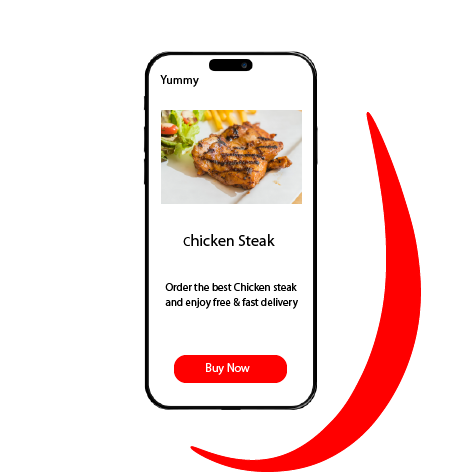 Yummy
Chicken Steak
Order the best Chicken steak
and enjoy free & fast delivery
Buy Now